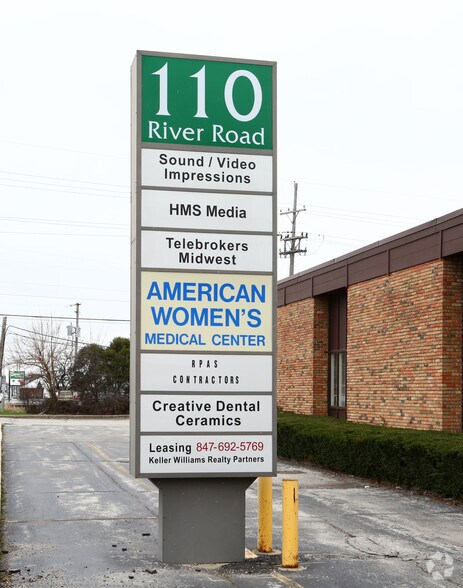 110
River Road
Sound / Video
Impressions
HMS Media
Telebrokers
Midwest
AMERICAN
WOMEN'S
MEDICAL CENTER
RPAS
CONTRACTORS
Creative Dental
Ceramics
Leasing 847-692-5769
Keller Williams Realty Partners